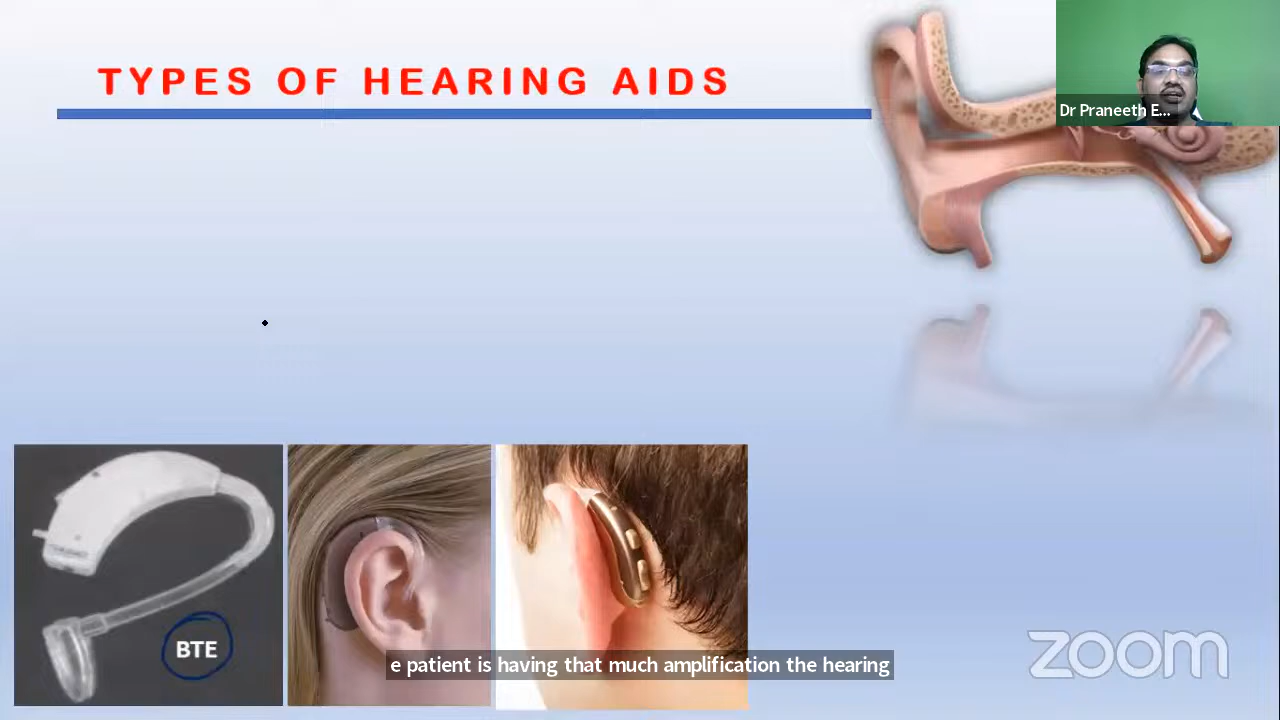 TYPES OF HEARING AIDS
Dr Praneeth E...
BTE
e patient is having that much amplification the hearing
zoom